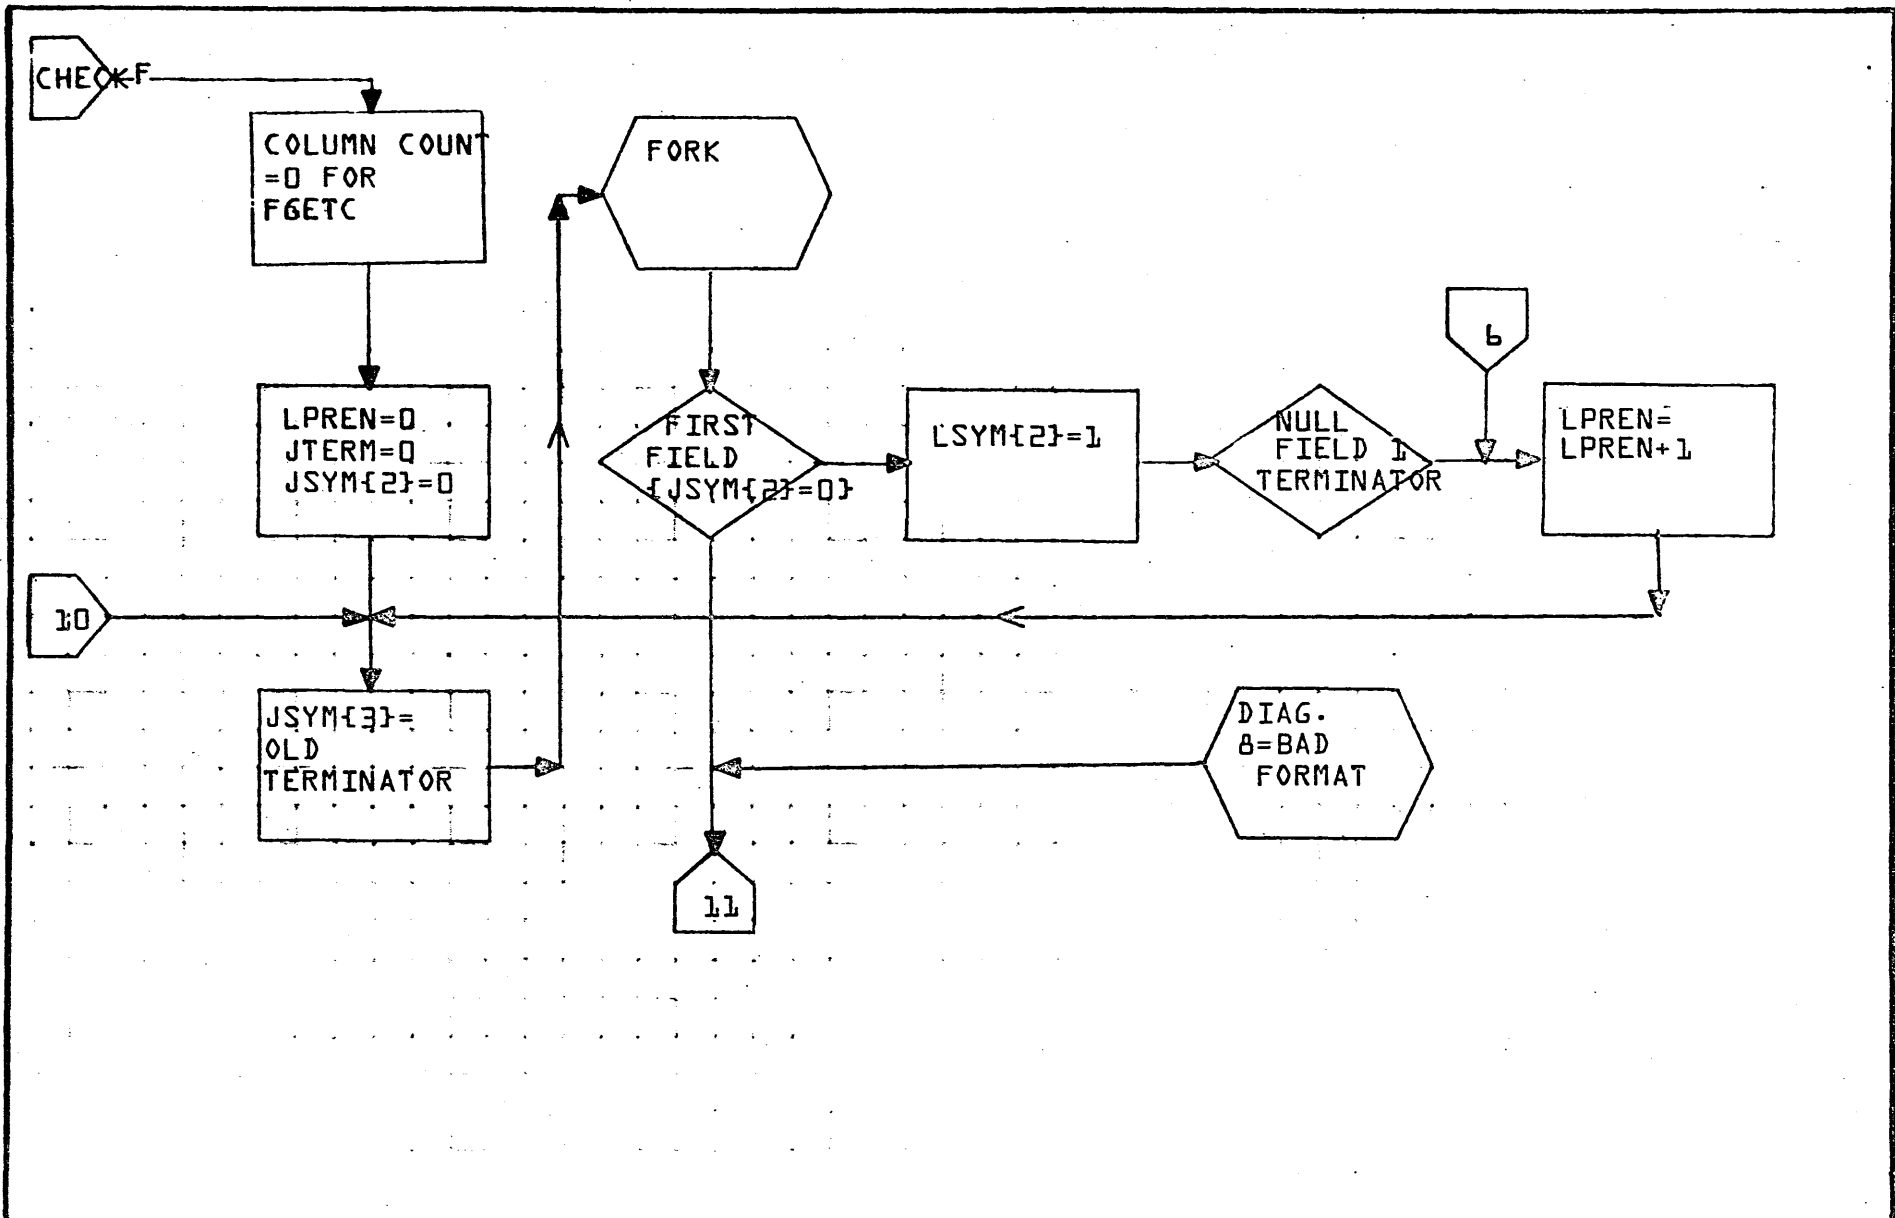 CHECKF
COLUMN COUNT
=0 FOR
FGETC
FORK
6
LPREN=0
JTERM=0
JSYM{2}=0
FIRST
FIELD
{JSYM{2}=0}
LSYM{2}=1
NULL
FIELD 1
TERMINATOR
LPREN=
LPREN+1
10
JSYM{3}=
OLD
TERMINATOR
DIAG.
8=BAD
FORMAT
11